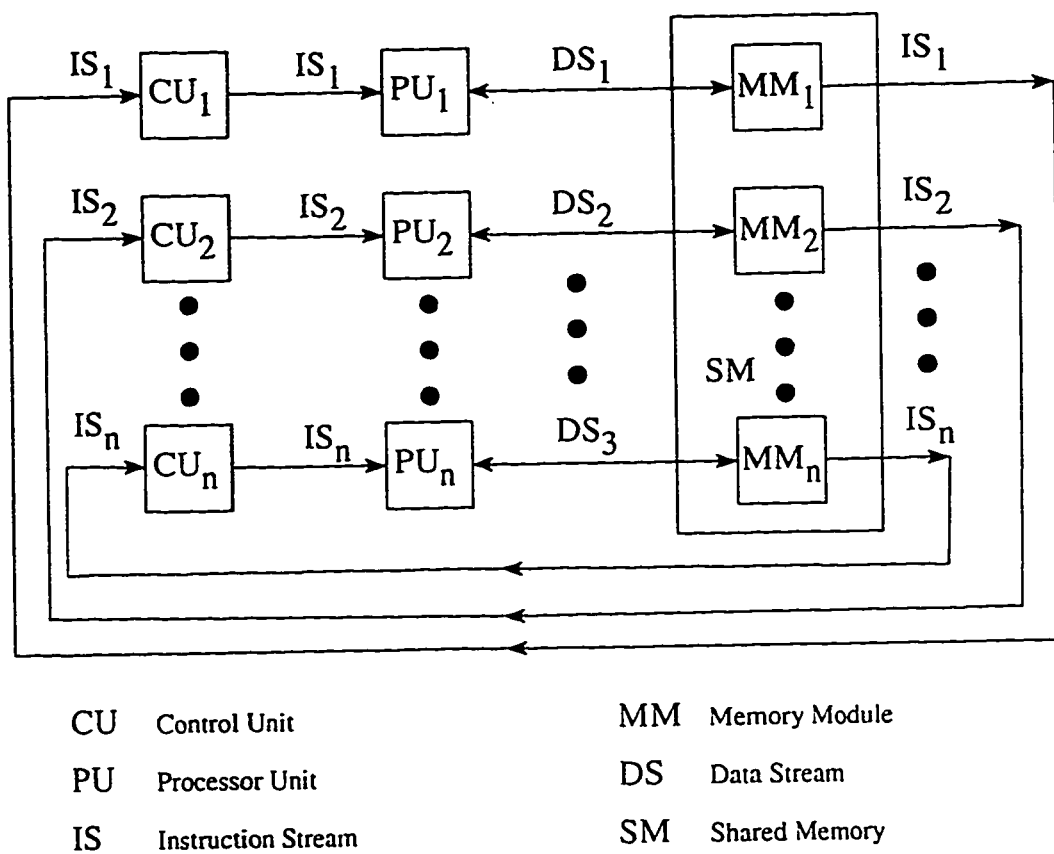 IS1 CU1 IS1 PU1 DS1 MM1 IS1
IS2 CU2 IS2 PU2 DS2 MM2 IS2
SM
ISn CUn ISn PUn DS3 MMn ISn
CU Control Unit
MM Memory Module
PU Processor Unit
DS Data Stream
IS Instruction Stream
SM Shared Memory